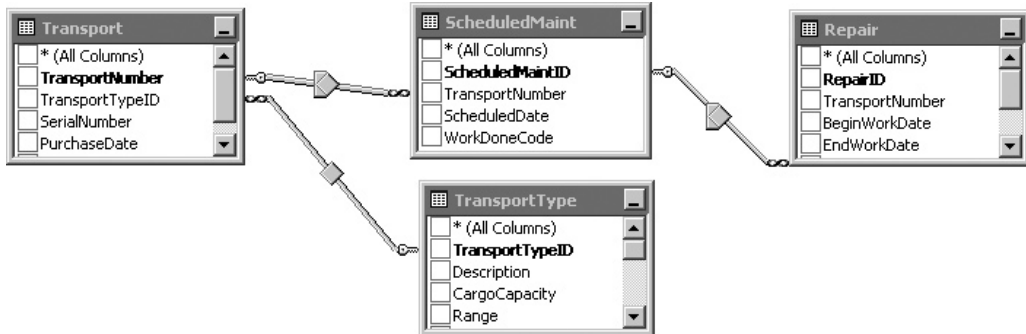 Transport
* (All Columns)
TransportNumber
TransportTypeID
SerialNumber
PurchaseDate
ScheduledMaint
* (All Columns)
ScheduledMaintID
TransportNumber
ScheduledDate
WorkDoneCode
Repair
* (All Columns)
RepairID
TransportNumber
BeginWorkDate
EndWorkDate
TransportType
* (All Columns)
TransportTypeID
Description
CargoCapacity
Range